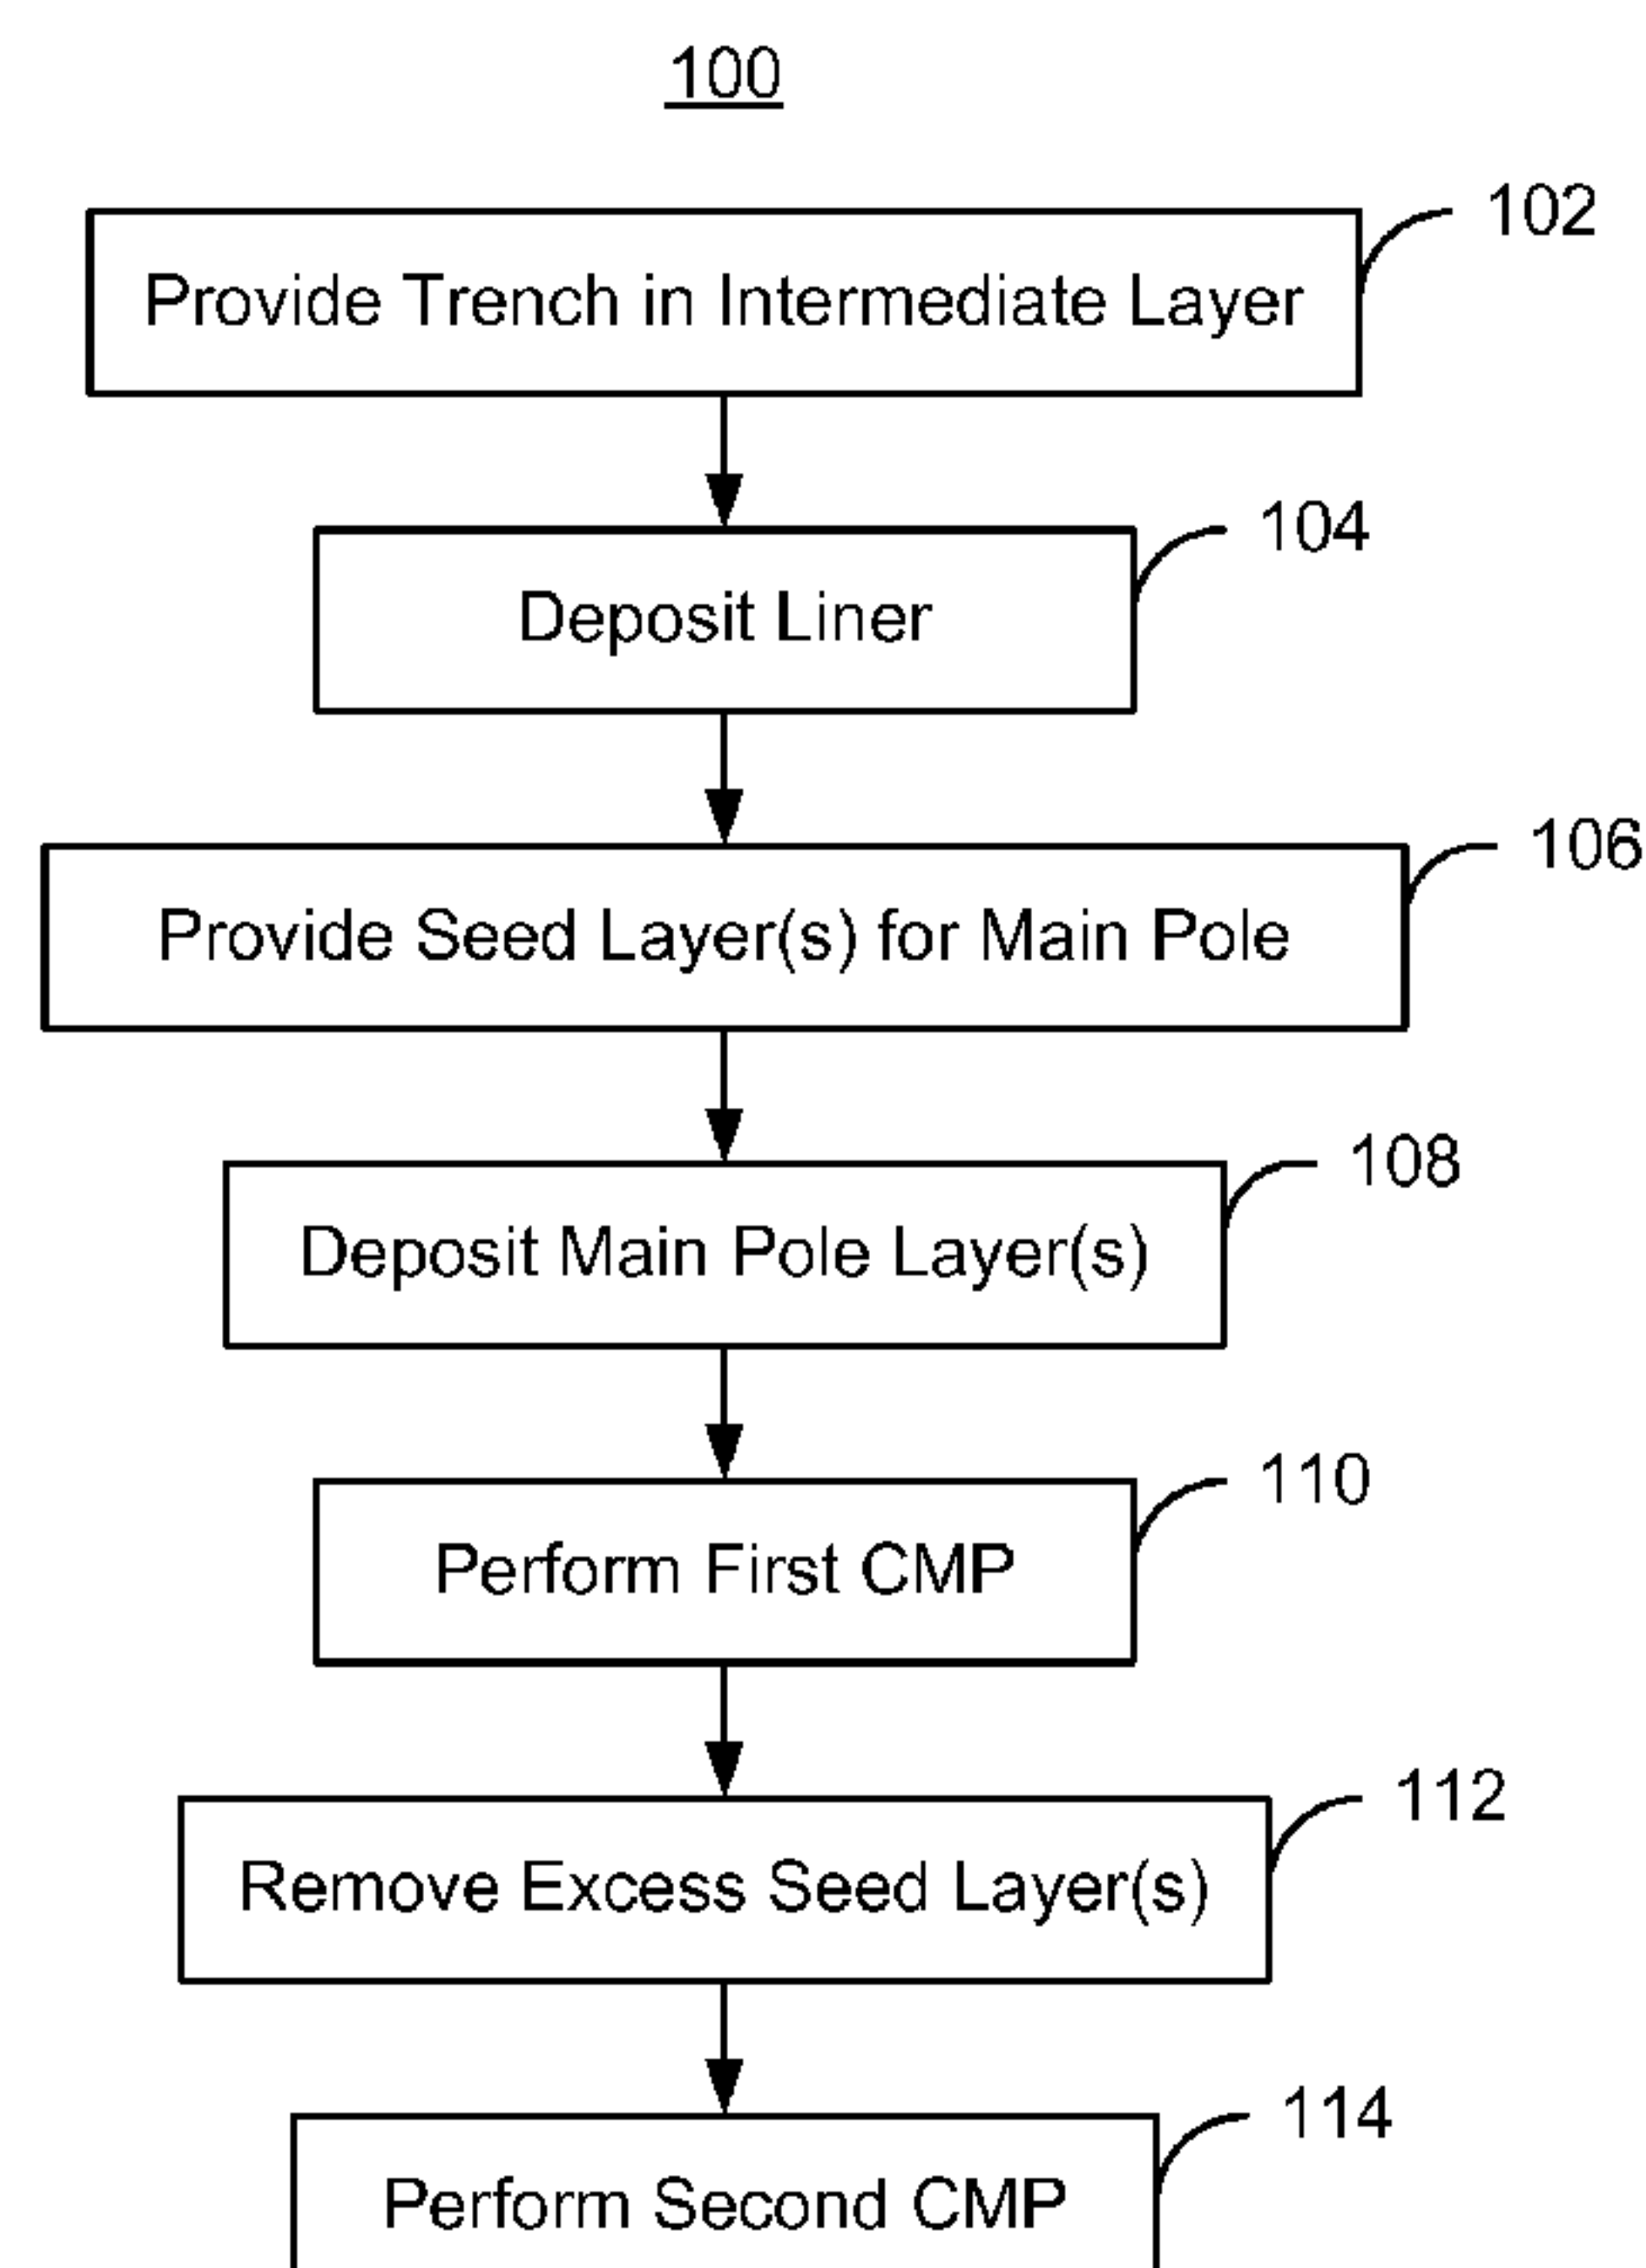 100
102
Provide Trench in Intermediate Layer
104
Deposit Liner
106
Provide Seed Layer(s) for Main Pole
108
Deposit Main Pole Layer(s)
110
Perform First CMP
112
Remove Excess Seed Layer(s)
114
Perform Second CMP